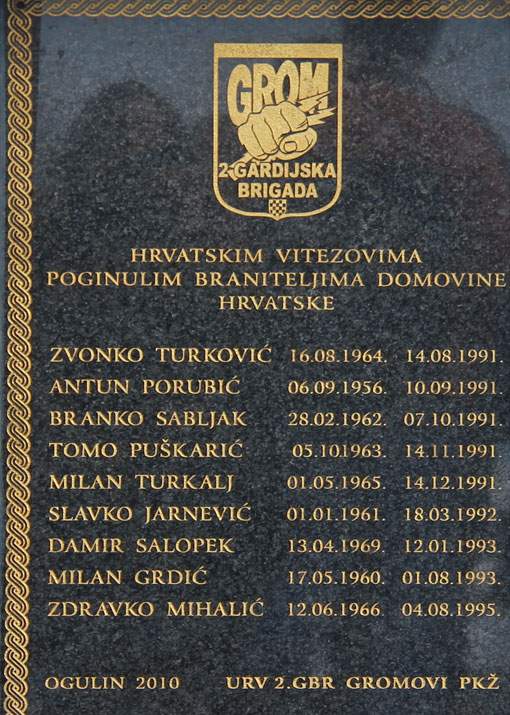 GROM
2.GARDIJSKA
BRIGADA
HRVATSKIM VITEZOVIMA
POGINULIM BRANITELJIMA DOMOVINE
HRVATSKE
ZVONKO TURKOVIĆ 16.08.1964. 14.08.1991.
ANTUN PORUBIĆ 06.09.1956. 10.09.1991.
BRANKO SABLJAK 28.02.1962. 07.10.1991.
TOMO PUŠKARIĆ 05.101963. 14.11.1991.
MILAN TURKALJ 01.05.1965. 14.12.1991.
SLAVKO JARNEVIĆ 01.01.1961. 18.03.1992.
DAMIR SALOPEK 13.04.1969. 12.01.1993.
MILAN GRDIĆ 17.05.1960. 01.08.1993.
ZDRAVKO MIHALIĆ 12.06.1966. 04.08.1995.
OGULIN 2010 URV 2.GBR GROMOVI PKŽ